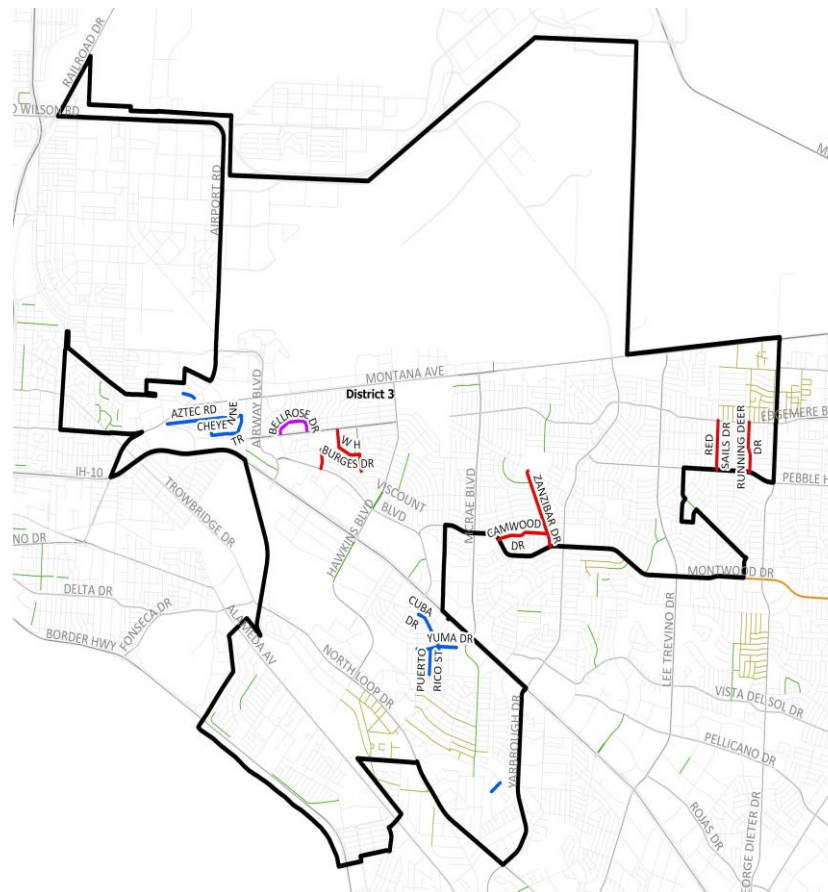 RAILROAD DR
D WILSON RD
AIRPORT RD
MONTANA AVE
District 3
AZTEC RD
CHEYENNE
TR
AIRWAY BLVD
BELLROSE
DR
W H
BURGES DR
EDGEMERE B
RED
SAILS DR
RUNNING DEER
DR
PEBBLE H
IH-10
VISCOUNT
BLVD
MCRAE BLVD
ZANZIBAR DR
CAMWOOD
DR
TROWBRIDGE DR
HAWKINS BLVD
NO DR
MONTWOOD DR
DELTA DR
FONSECA DR
BORDER HWY
ALAMEDA AV
CUBA
DR
YUMA DR
PUERTO
RICO ST
NORTH LOOP DR
LEE TREVINO DR
VISTA DEL SOL DR
YARBROUGH DR
PELLICANO DR
ROJAS DR
EORGE DIETER DR